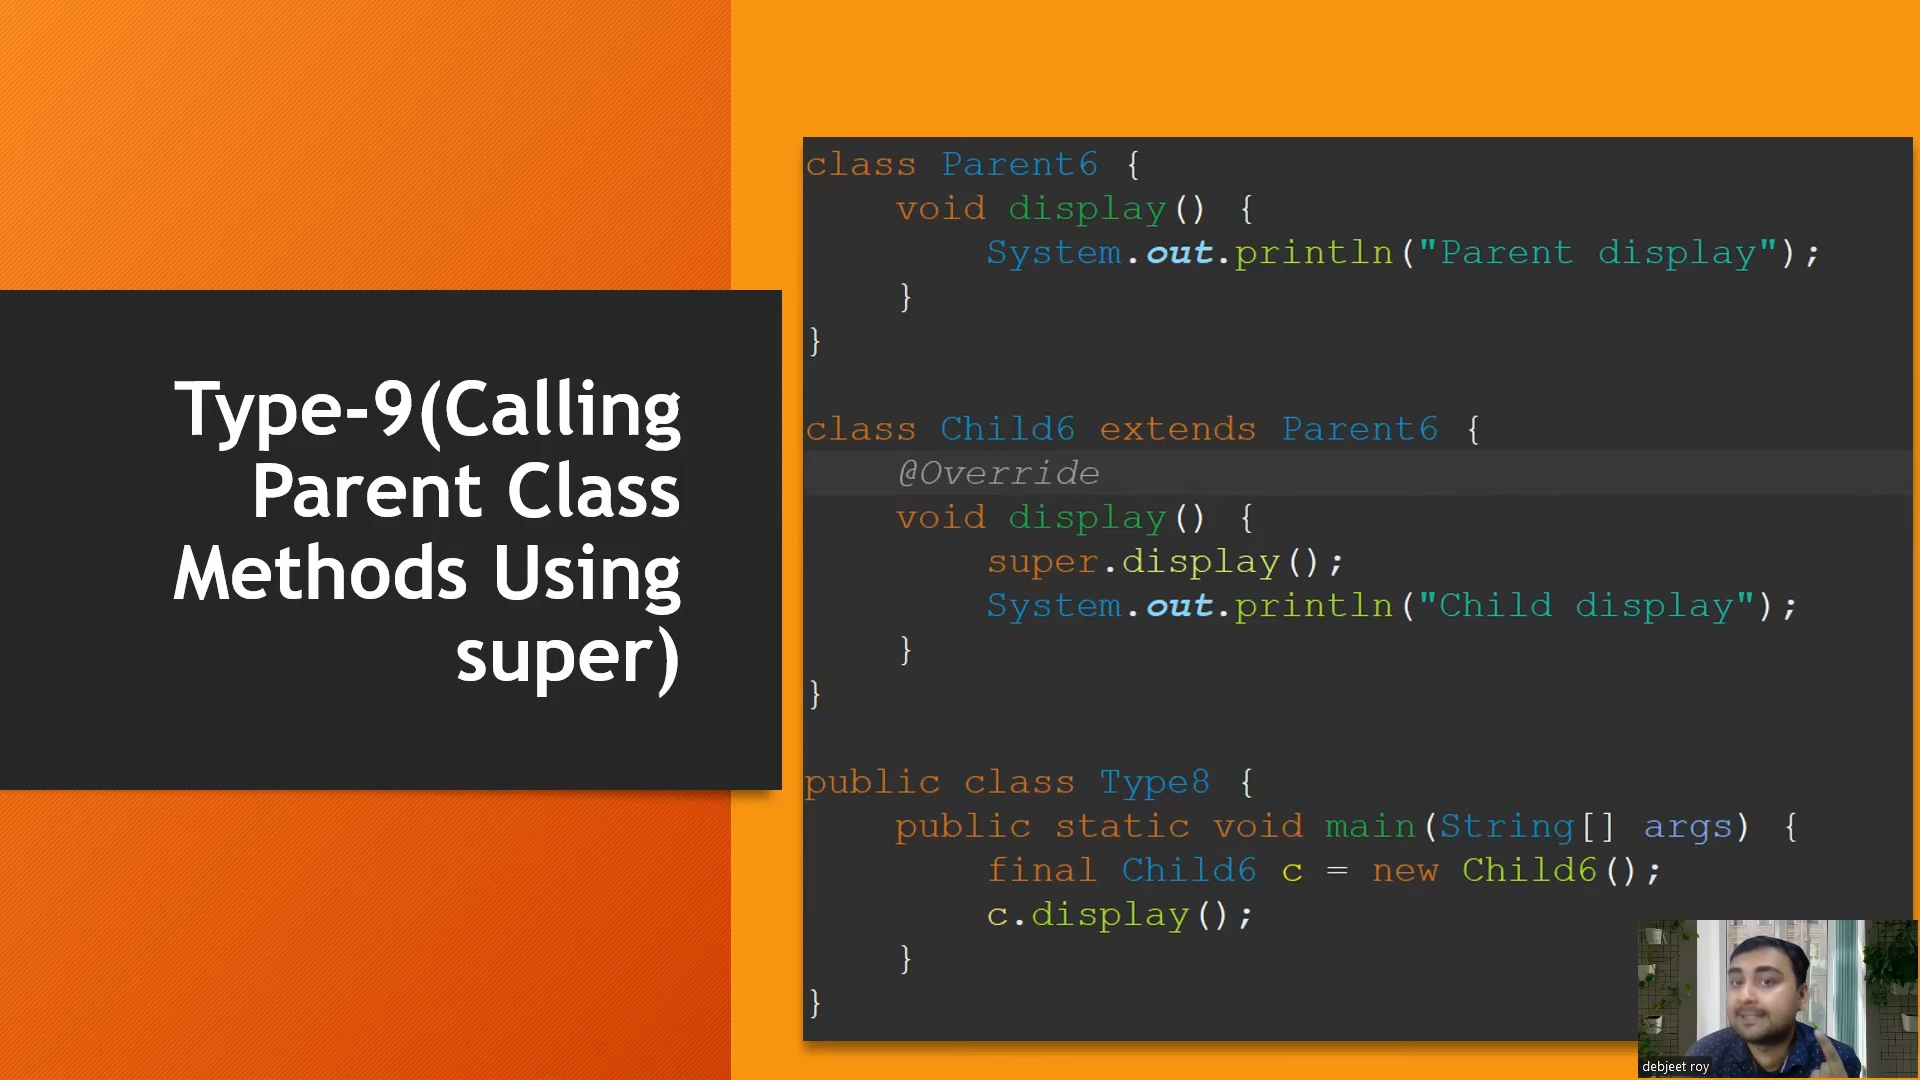 Type-9(Calling
Parent Class
Methods Using
super)
class Parent6 {
void display() {
System.out.println("Parent display");
}
}
class Child6 extends Parent6 {
@Override
void display() {
super.display();
System.out.println("Child display");
}
}
public class Type8 {
public static void main(String[] args) {
final Child6 c = new Child6();
c.display();
}
}
debjeet roy